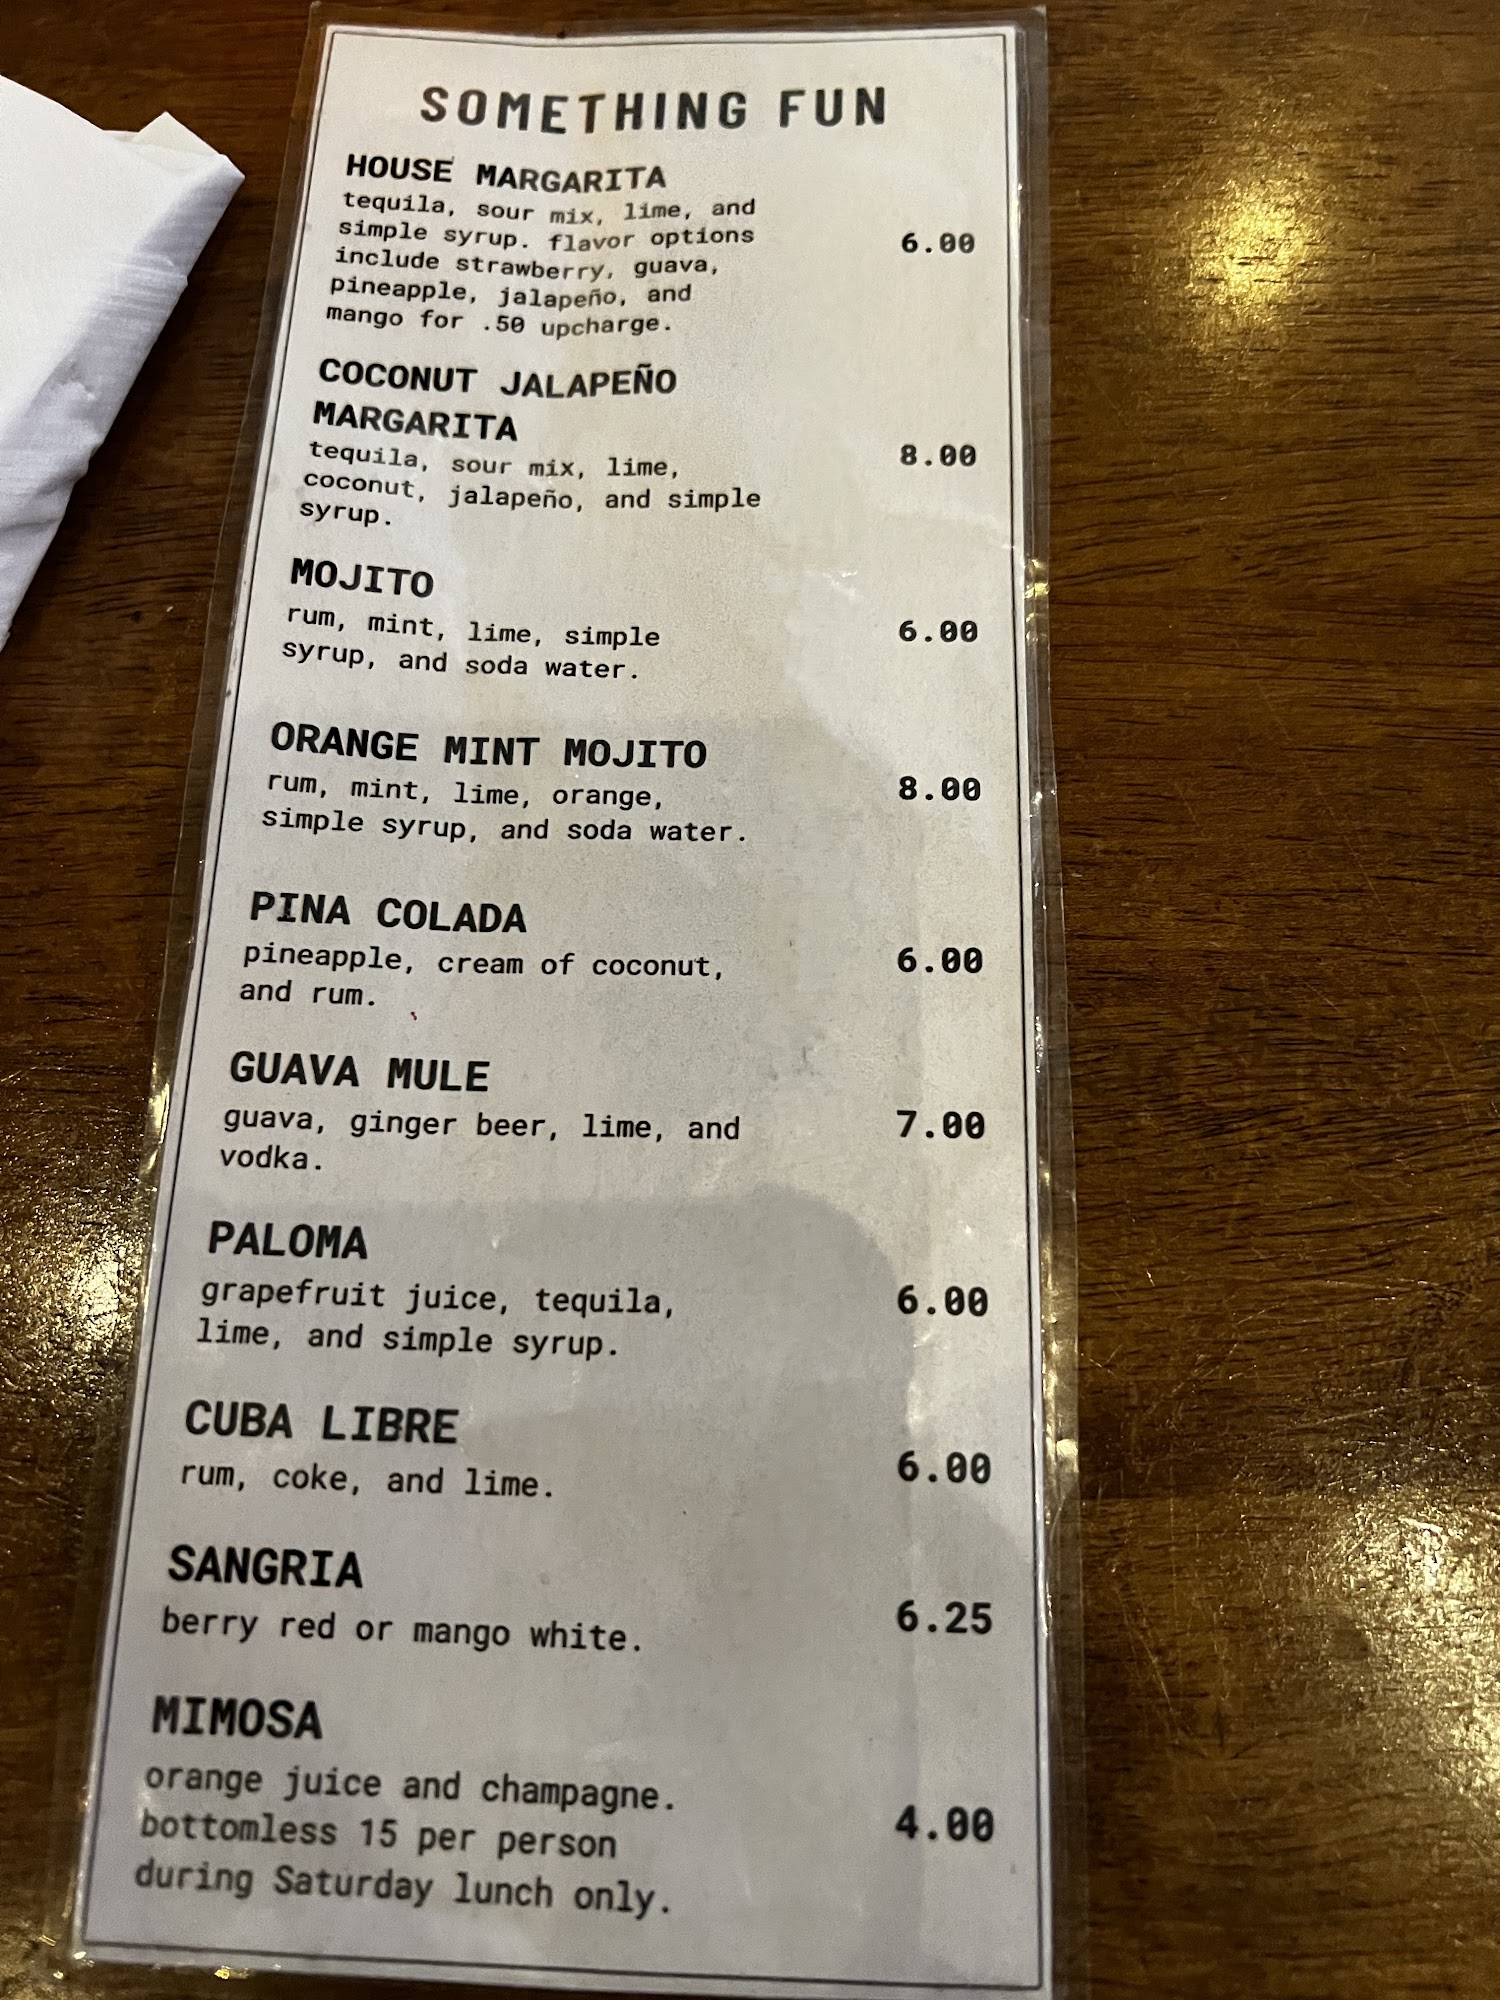 SOMETHING FUN
HOUSE MARGARITA
tequila, sour mix, lime, and
simple syrup. flavor options
include strawberry, guava,
pineapple, jalapeño, and
mango for .50 upcharge.
6.00
COCONUT JALAPEÑO
MARGARITA
tequila, sour mix, lime,
coconut, jalapeño, and simple
syrup.
8.00
MOJITO
rum, mint, lime, simple
syrup, and soda water.
6.00
ORANGE MINT MOJITO
rum, mint, lime, orange,
simple syrup, and soda water.
8.00
PINA COLADA
pineapple, cream of coconut,
and rum.
6.00
GUAVA MULE
guava, ginger beer, lime, and
vodka.
7.00
PALOMA
grapefruit juice, tequila,
lime, and simple syrup.
6.00
CUBA LIBRE
rum, coke, and lime.
6.00
SANGRIA
berry red or mango white.
6.25
MIMOSA
orange juice and champagne.
bottomless 15 per person
during Saturday lunch only.
4.00